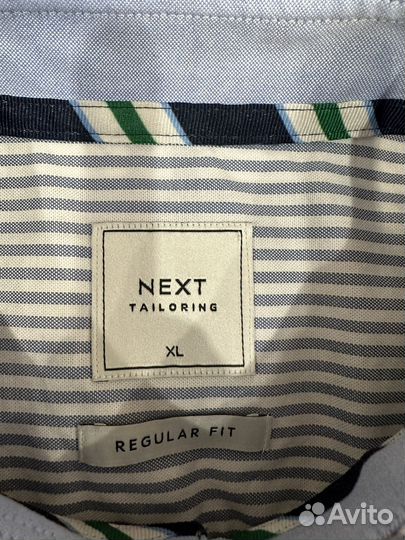 NEXT
TAILORING
XL
REGULAR FIT
Avito